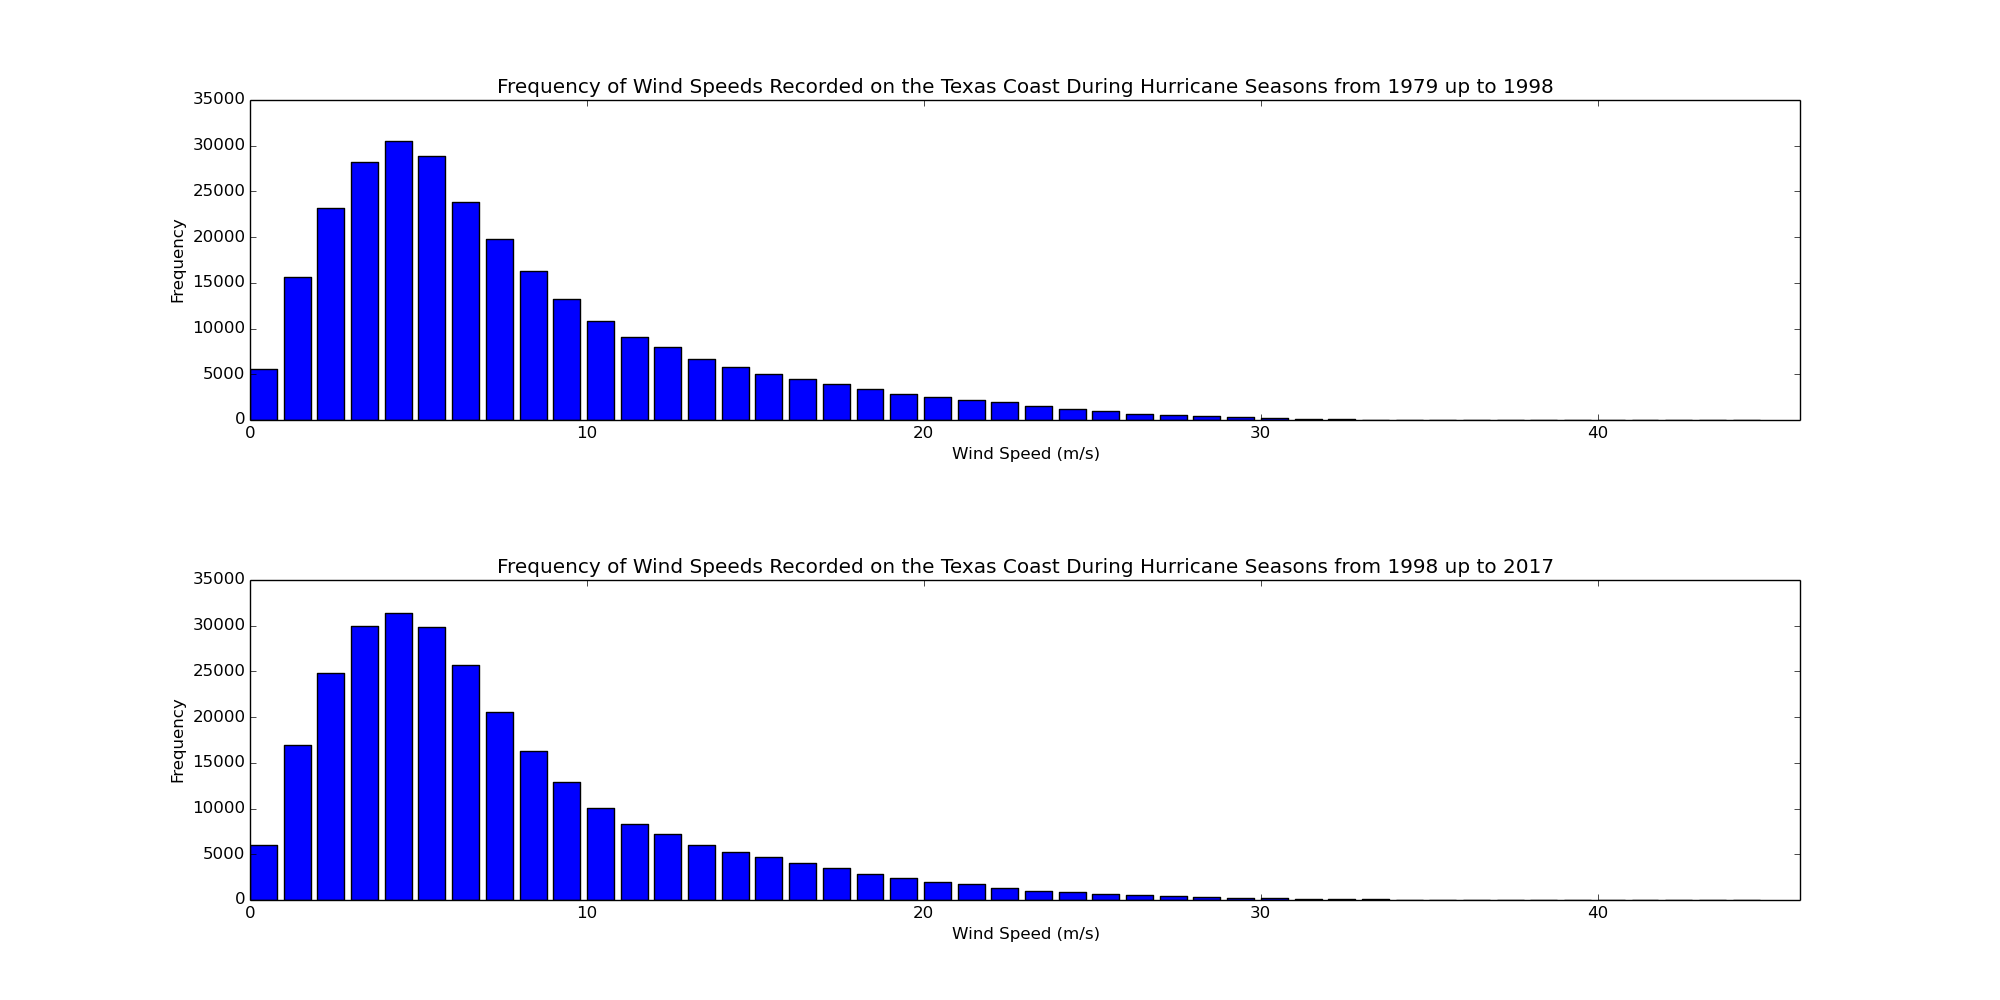 Frequency of Wind Speeds Recorded on the Texas Coast During Hurricane Seasons from 1979 up to 1998
35000
30000
25000
20000
15000
10000
5000
0
Frequency
0 10 20 30 40
Wind Speed (m/s)
Frequency of Wind Speeds Recorded on the Texas Coast During Hurricane Seasons from 1998 up to 2017
35000
30000
25000
20000
15000
10000
5000
0
Frequency
0 10 20 30 40
Wind Speed (m/s)